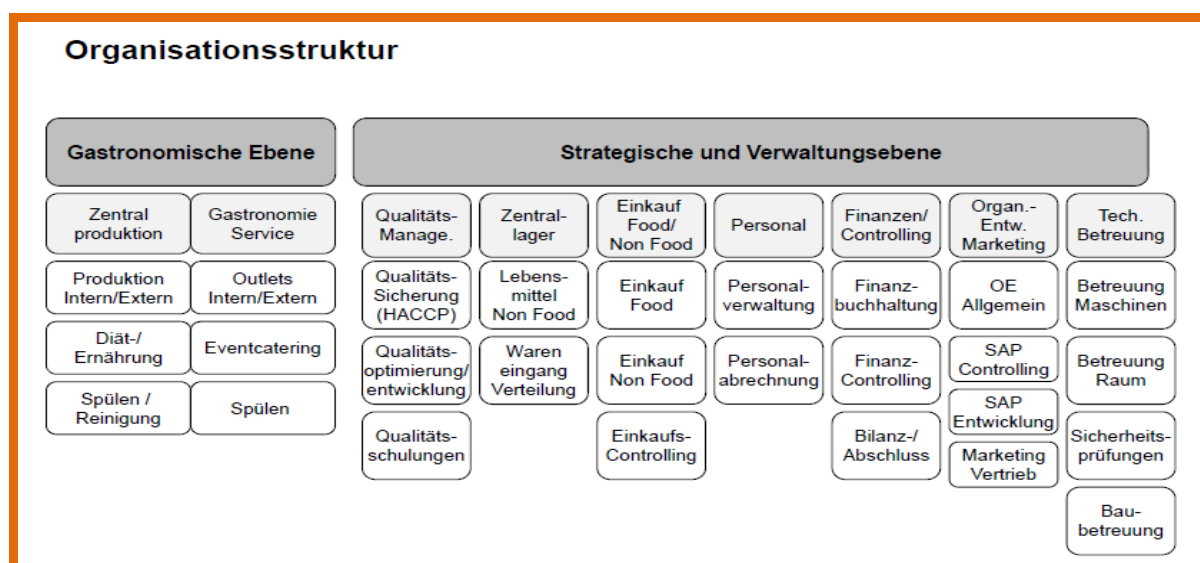 Organisationsstruktur
Gastronomische Ebene
Strategische und Verwaltungsebene
Zentral
produktion
Gastronomie
Service
Qualitäts-
Manage.
Zentral-
lager
Einkauf
Food/
Non Food
Personal
Finanzen/
Controlling
Organ.-
Entw.
Marketing
Tech.
Betreuung
Produktion
Intern/Extern
Outlets
Intern/Extern
Qualitäts-
Sicherung
(HACCP)
Lebens-
mittel
Non Food
Einkauf
Food
Personal-
verwaltung
Finanz-
buchhaltung
OE
Allgemein
Betreuung
Maschinen
Diät-/
Ernährung
Eventcatering
Qualitäts-
optimierung/
entwicklung
Waren
eingang
Verteilung
Einkauf
Non Food
Personal-
abrechnung
Finanz-
Controlling
SAP
Controlling
Betreuung
Raum
Spülen /
Reinigung
Spülen
Qualitäts-
schulungen
Einkaufs-
Controlling
Bilanz-/
Abschluss
SAP
Entwicklung
Marketing
Vertrieb
Sicherheits-
prüfungen
Bau-
betreuung